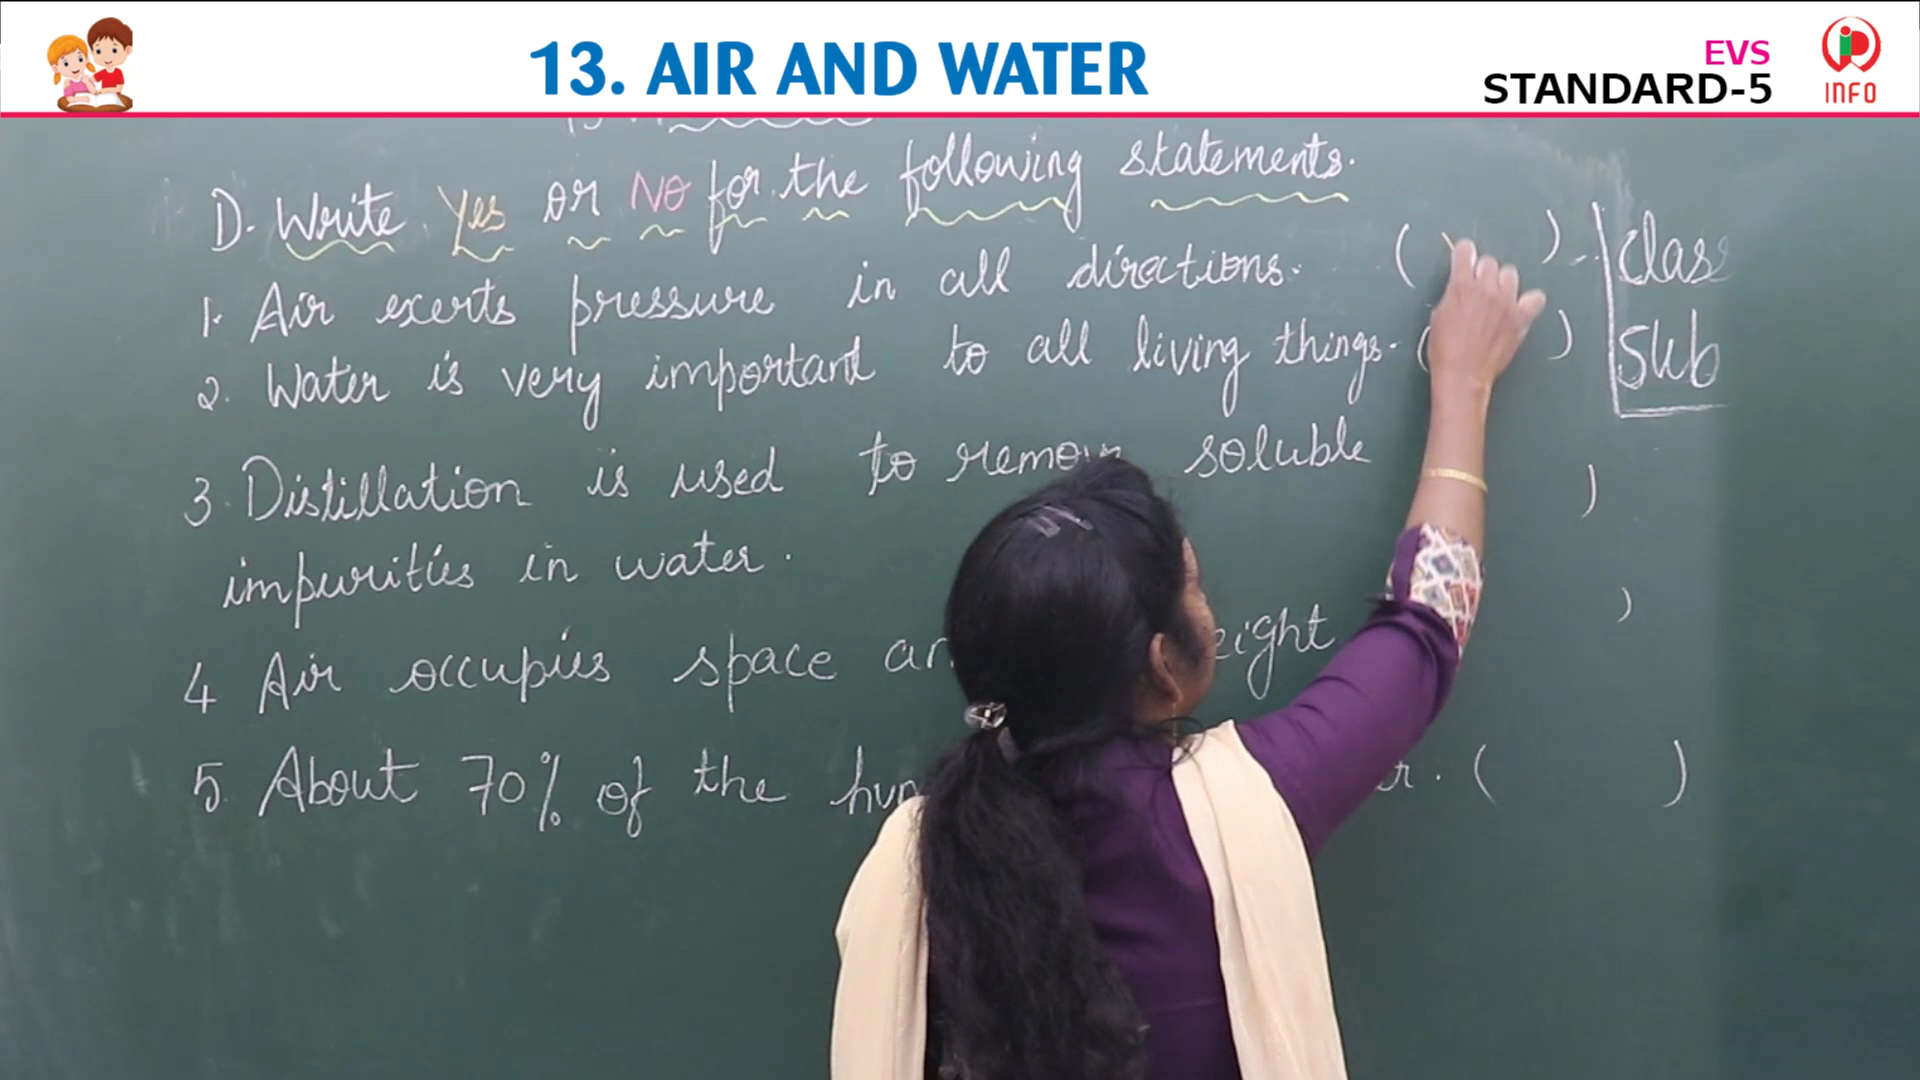 13. AIR AND WATER
EVS
STANDARD-5
INFO
D. Write Yes or No for the following statements.
1. Air exerts pressure in all directions. ( )
2. Water is very important to all living things. ( )
3. Distillation is used to remove soluble )
impurities in water.
4 Air occupies space )
5. About 70% of the ( )
Class
Sub